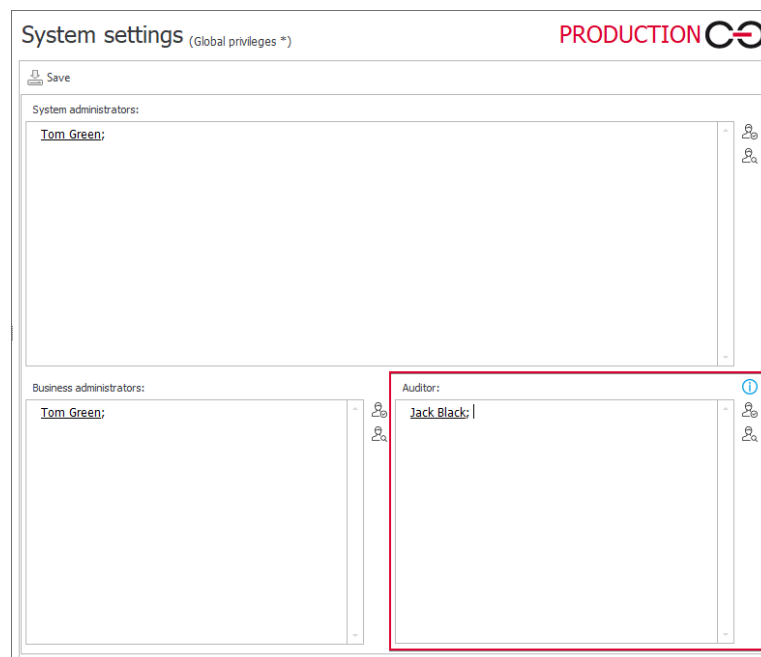 System settings (Global privileges *)
PRODUCTION
Save
System administrators:
Tom Green;
Business administrators:
Auditor:
Tom Green;
Jack Black;